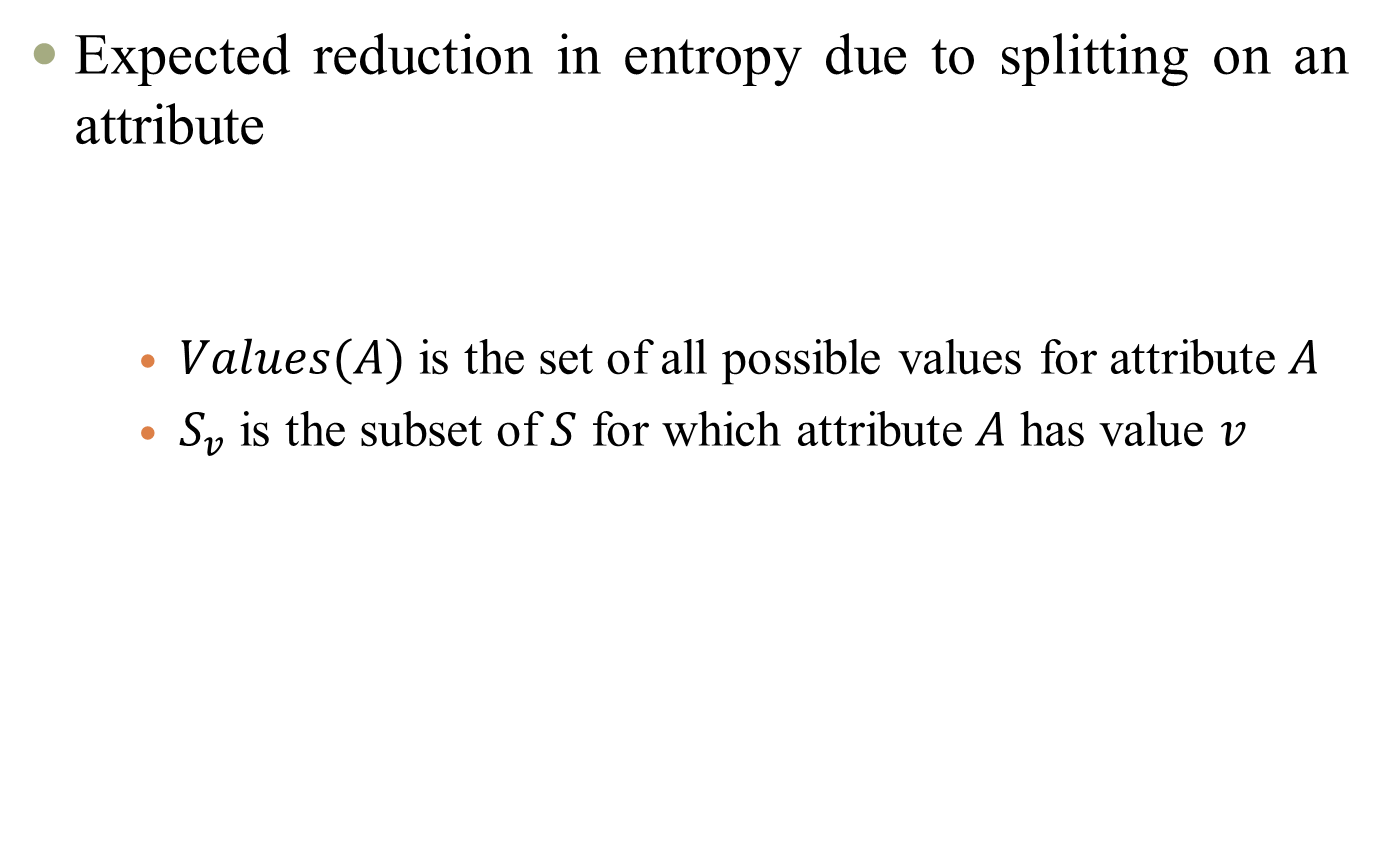 • Expected reduction in entropy due to splitting on an
attribute
• Values(A) is the set of all possible values for attribute A
• Sᵥ is the subset of S for which attribute A has value v